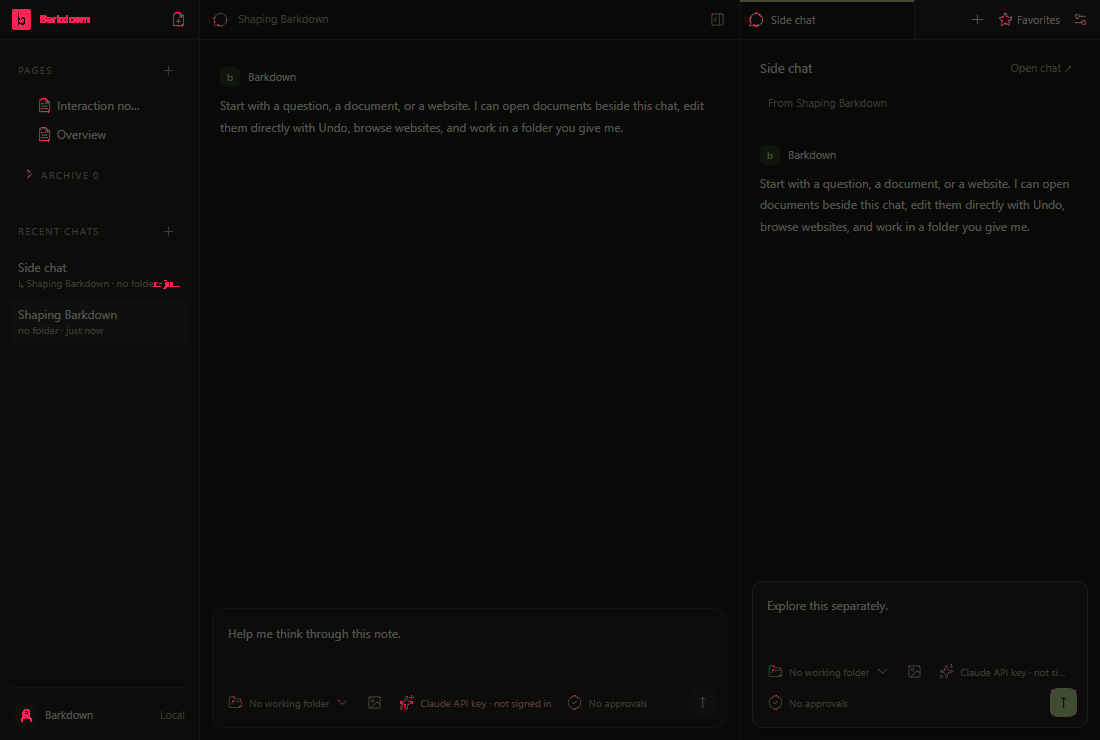 b Barkdown
PAGES
Interaction no...
Overview
ARCHIVE 0
RECENT CHATS
Side chat
↳ Shaping Barkdown · no folder · ju...
Shaping Barkdown
no folder · just now
Barkdown
Local
Shaping Barkdown
b Barkdown
Start with a question, a document, or a website. I can open documents beside this chat, edit
them directly with Undo, browse websites, and work in a folder you give me.
Help me think through this note.
No working folder
Claude API key · not signed in
No approvals
Side chat
Favorites
Side chat
Open chat ↗
From Shaping Barkdown
b Barkdown
Start with a question, a document, or a website. I can open
documents beside this chat, edit them directly with Undo,
browse websites, and work in a folder you give me.
Explore this separately.
No working folder
Claude API key · not si...
No approvals